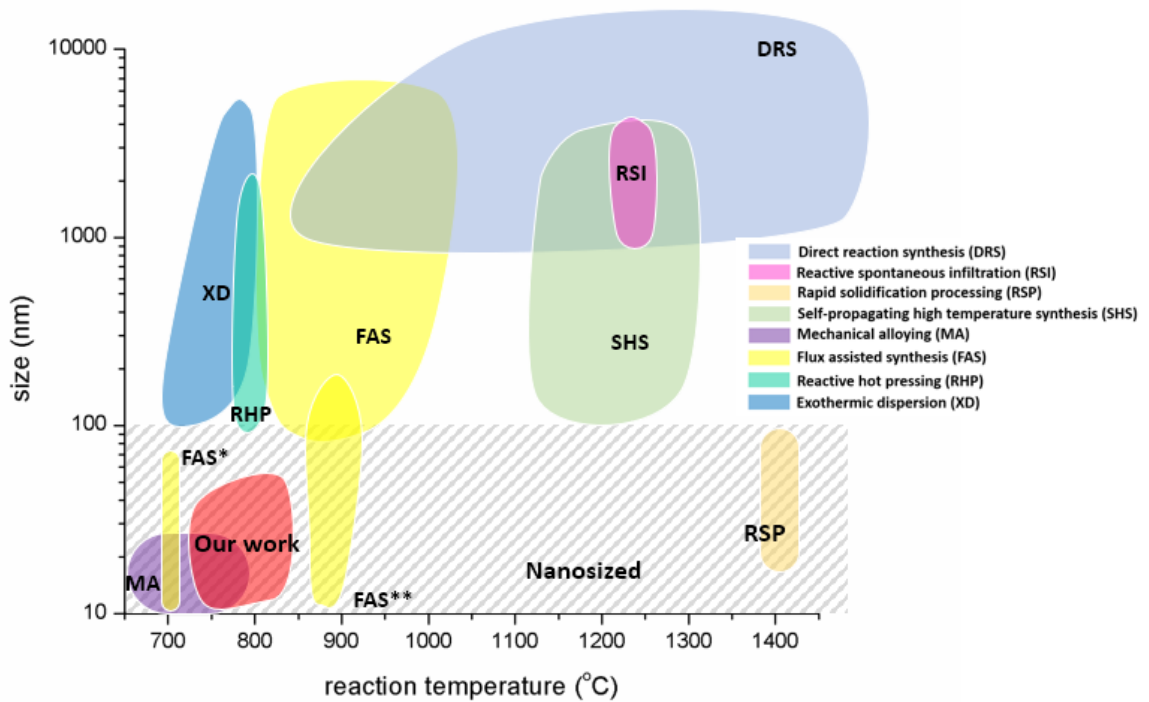 10000
1000
100
10
size (nm)
700 800 900 1000 1100 1200 1300 1400
reaction temperature (°C)
DRS
RSI
XD
FAS
SHS
RHP
FAS*
Our work
MA
FAS**
Nanosized
RSP
Direct reaction synthesis (DRS)
Reactive spontaneous infiltration (RSI)
Rapid solidification processing (RSP)
Self-propagating high temperature synthesis (SHS)
Mechanical alloying (MA)
Flux assisted synthesis (FAS)
Reactive hot pressing (RHP)
Exothermic dispersion (XD)